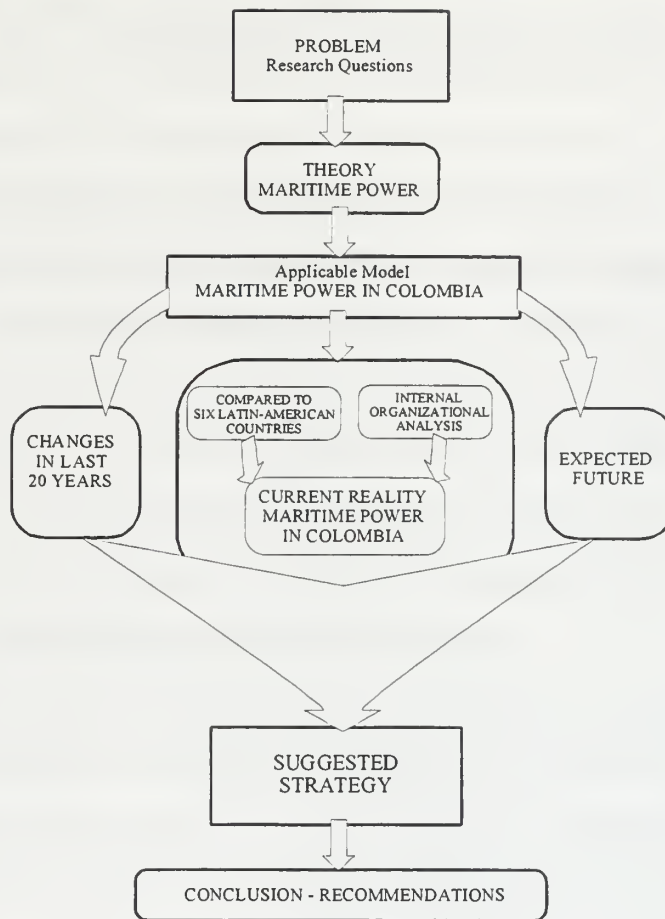 PROBLEM
Research Questions
THEORY
MARITIME POWER
Applicable Model
MARITIME POWER IN COLOMBIA
COMPARED TO
SIX LATIN-AMERICAN
COUNTRIES
INTERNAL
ORGANIZATIONAL
ANALYSIS
CHANGES
IN LAST
20 YEARS
CURRENT REALITY
MARITIME POWER
IN COLOMBIA
EXPECTED
FUTURE
SUGGESTED
STRATEGY
CONCLUSION - RECOMMENDATIONS